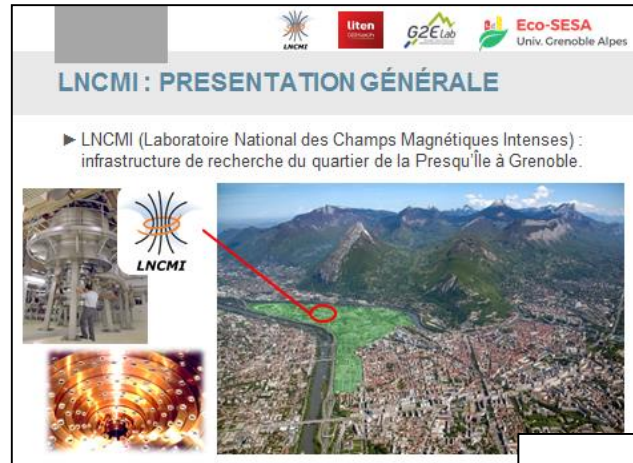 LNCMI
liten
G2ELab
Eco-SESA
Univ. Grenoble Alpes
LNCMI : PRESENTATION GÉNÉRALE
► LNCMI (Laboratoire National des Champs Magnétiques Intenses) :
infrastructure de recherche du quartier de la Presqu'Île à Grenoble.
LNCMI